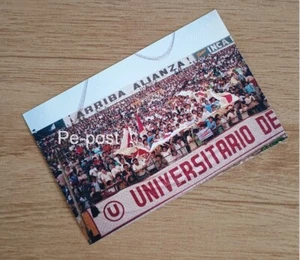 ¡ARRIBA ALIANZA!
INCA
Pe-post
U UNIVERSITARIO DE